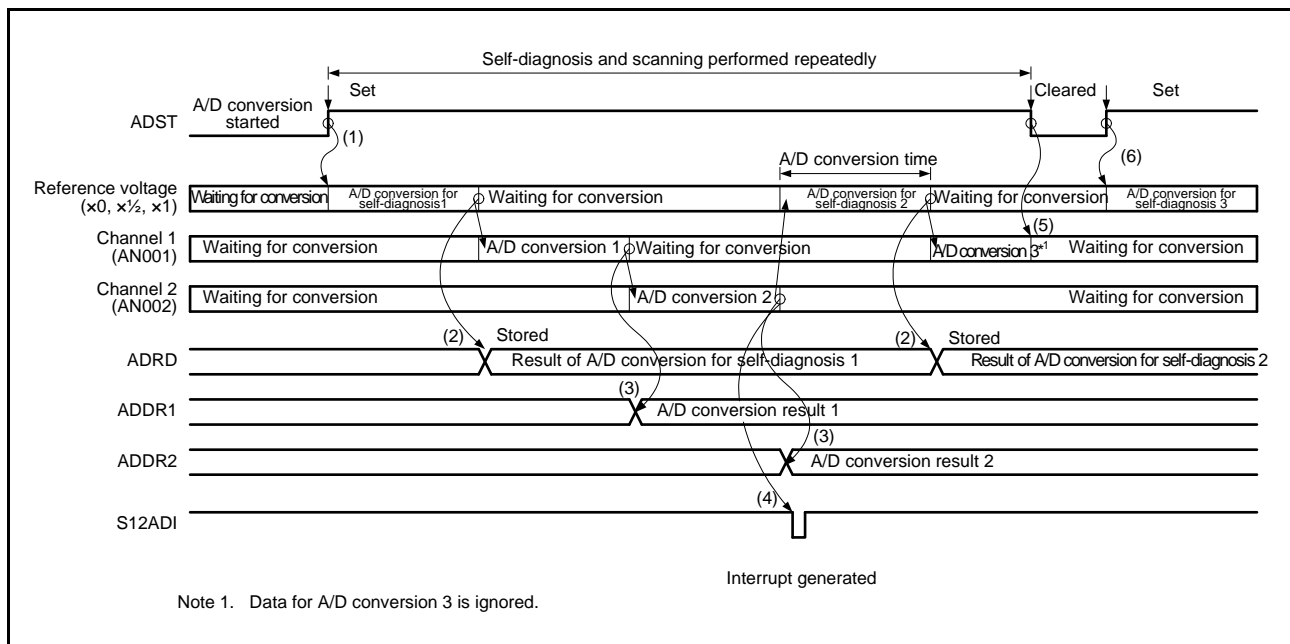 Self-diagnosis and scanning performed repeatedly
A/D conversion started
Set
Cleared
Set
ADST
(1)
(6)
A/D conversion time
Reference voltage
(×0, ×½, ×1)
Waiting for conversion
A/D conversion for self-diagnosis1
Waiting for conversion
A/D conversion for self-diagnosis 2
Waiting for conversion
A/D conversion for self-diagnosis 3
(5)
Channel 1
(AN001)
Waiting for conversion
A/D conversion 1
Waiting for conversion
A/D conversion 3*1
Waiting for conversion
Channel 2
(AN002)
Waiting for conversion
A/D conversion 2
Waiting for conversion
(2)
Stored
(2)
Stored
ADRD
Result of A/D conversion for self-diagnosis 1
Result of A/D conversion for self-diagnosis 2
(3)
ADDR1
A/D conversion result 1
(3)
ADDR2
A/D conversion result 2
(4)
S12ADI
Interrupt generated
Note 1. Data for A/D conversion 3 is ignored.